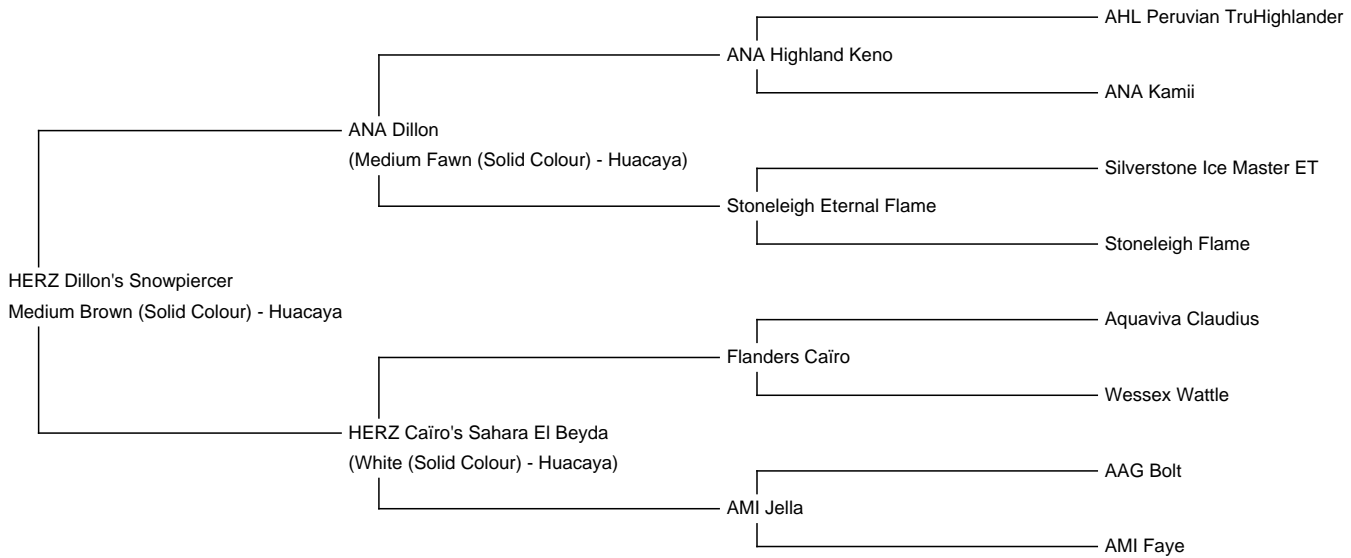 AHL Peruvian TruHighlander
ANA Highland Keno
ANA Kamii
ANA Dillon
(Medium Fawn (Solid Colour) - Huacaya)
Silverstone Ice Master ET
Stoneleigh Eternal Flame
Stoneleigh Flame
HERZ Dillon's Snowpiercer
Medium Brown (Solid Colour) - Huacaya
Aquaviva Claudius
Flanders Caïro
Wessex Wattle
HERZ Caïro's Sahara El Beyda
(White (Solid Colour) - Huacaya)
AAG Bolt
AMI Jella
AMI Faye